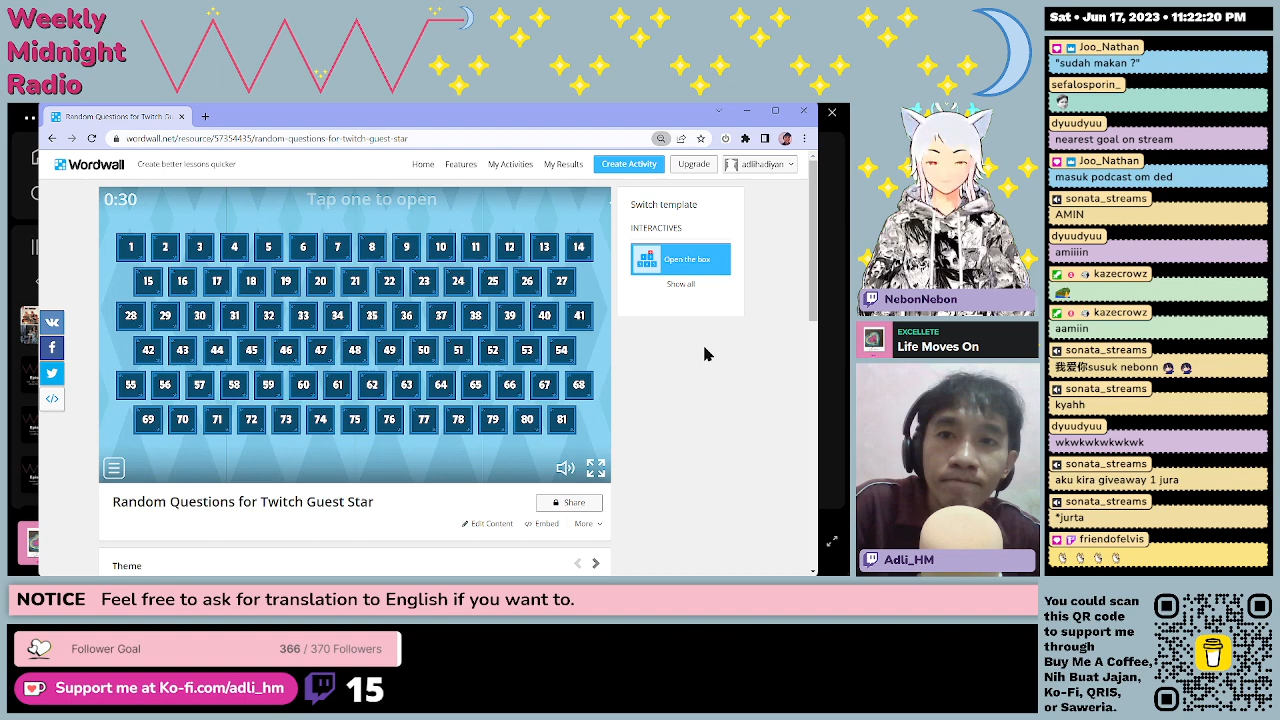 Weekly
Midnight
Radio
Sat • Jun 17, 2023 • 11:22:20 PM
Random Questions for Twitch Gu
wordwall.net/resource/57354435/random-questions-for-twitch-guest-star
Wordwall
Create better lessons quicker
Home
Features
My Activities
My Results
Create Activity
Upgrade
adlihadiyan
0:30
Tap one to open
1 2 3 4 5 6 7 8 9 10 11 12 13 14
15 16 17 18 19 20 21 22 23 24 25 26 27
28 29 30 31 32 33 34 35 36 37 38 39 40 41
42 43 44 45 46 47 48 49 50 51 52 53 54
55 56 57 58 59 60 61 62 63 64 65 66 67 68
69 70 71 72 73 74 75 76 77 78 79 80 81
Switch template
INTERACTIVES
Open the box
Show all
Random Questions for Twitch Guest Star
Share
Edit Content
Embed
More
Theme
NebonNebon
EXCELLETE
Life Moves On
Adli_HM
Joo_Nathan
"sudah makan ?"
sefalosporin_
dyuudyuu
nearest goal on stream
Joo_Nathan
masuk podcast om ded
sonata_streams
AMIN
dyuudyuu
amiiiin
kazecrowz
kazecrowz
aamiin
sonata_streams
我爱你susuk nebonn
sonata_streams
kyahh
dyuudyuu
wkwkwkwkwkwk
sonata_streams
aku kira giveaway 1 jura
sonata_streams
*jurta
friendofelvis
NOTICE Feel free to ask for translation to English if you want to.
Follower Goal
366 / 370 Followers
Support me at Ko-fi.com/adli_hm
15
You could scan
this QR code
to support me
through
Buy Me A Coffee,
Nih Buat Jajan,
Ko-Fi, QRIS,
or Saweria.